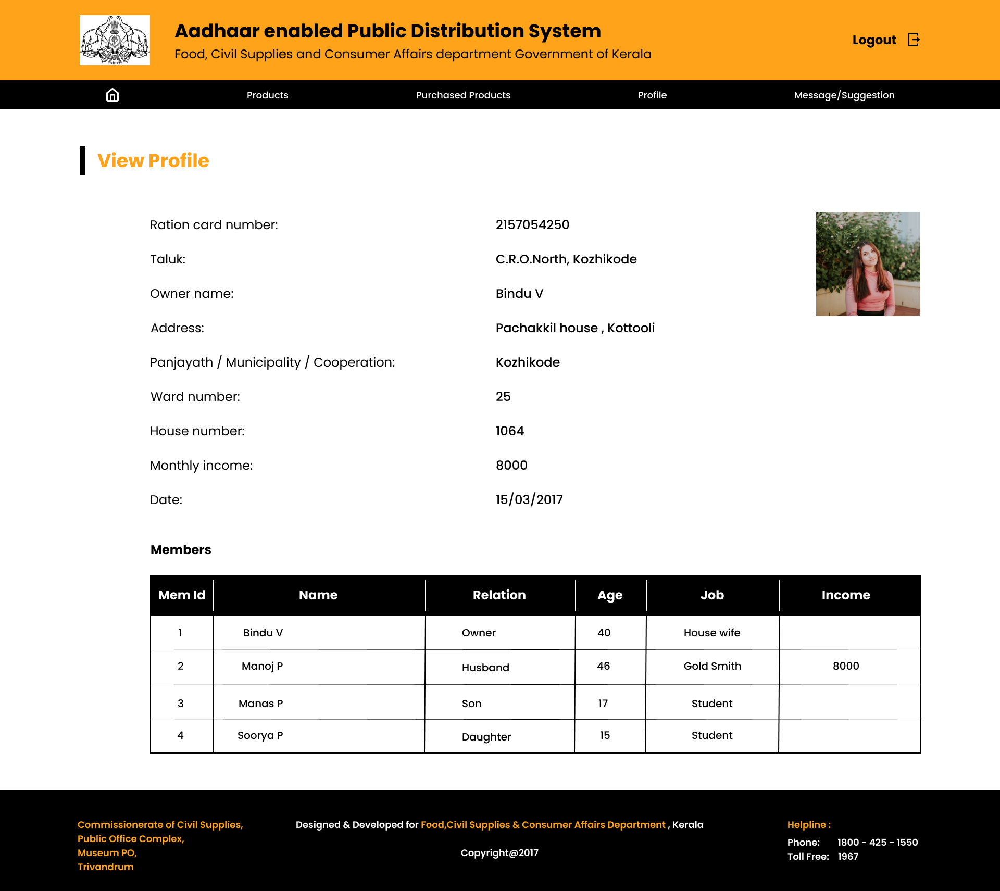 Aadhaar enabled Public Distribution System
Food, Civil Supplies and Consumer Affairs department Government of Kerala
Logout
Products
Purchased Products
Profile
Message/Suggestion
View Profile
Ration card number: 2157054250
Taluk: C.R.O.North, Kozhikode
Owner name: Bindu V
Address: Pachakkil house , Kottooli
Panjayath / Municipality / Cooperation: Kozhikode
Ward number: 25
House number: 1064
Monthly income: 8000
Date: 15/03/2017
Members
Mem Id Name Relation Age Job Income
1 Bindu V Owner 40 House wife
2 Manoj P Husband 46 Gold Smith 8000
3 Manas P Son 17 Student
4 Soorya P Daughter 15 Student
Commissionerate of Civil Supplies,
Public Office Complex,
Museum PO,
Trivandrum
Designed & Developed for Food,Civil Supplies & Consumer Affairs Department , Kerala
Copyright@2017
Helpline :
Phone: 1800 - 425 - 1550
Toll Free: 1967